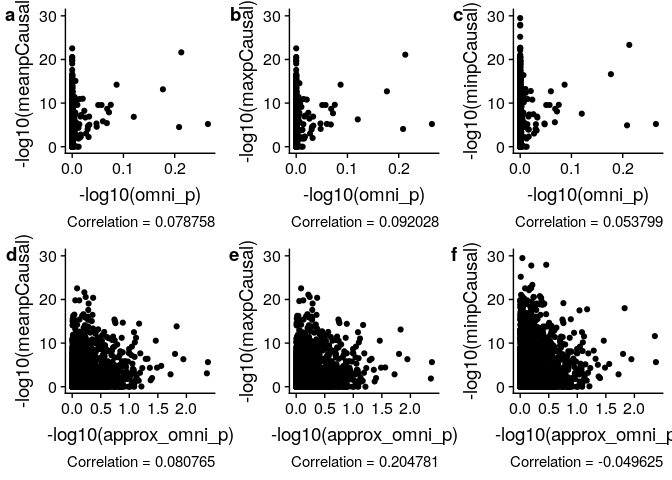 a
-log10(meanpCausal)
30
20
10
0
0.0 0.1 0.2
-log10(omni_p)
Correlation = 0.078758
b
-log10(maxpCausal)
30
20
10
0
0.0 0.1 0.2
-log10(omni_p)
Correlation = 0.092028
c
-log10(minpCausal)
30
20
10
0
0.0 0.1 0.2
-log10(omni_p)
Correlation = 0.053799
d
-log10(meanpCausal)
30
20
10
0
0.0 0.5 1.0 1.5 2.0
-log10(approx_omni_p)
Correlation = 0.080765
e
-log10(maxpCausal)
30
20
10
0
0.0 0.5 1.0 1.5 2.0
-log10(approx_omni_p)
Correlation = 0.204781
f
-log10(minpCausal)
30
20
10
0
0.0 0.5 1.0 1.5 2.0
-log10(approx_omni_p
Correlation = -0.049625